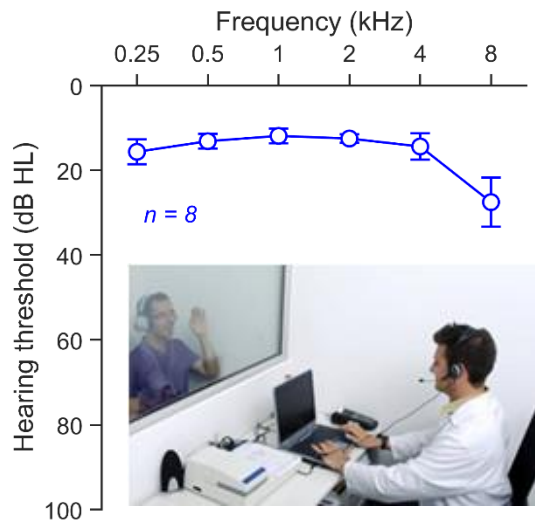 Frequency (kHz)
0.25 0.5 1 2 4 8
Hearing threshold (dB HL)
0
20
40
60
80
100
n = 8